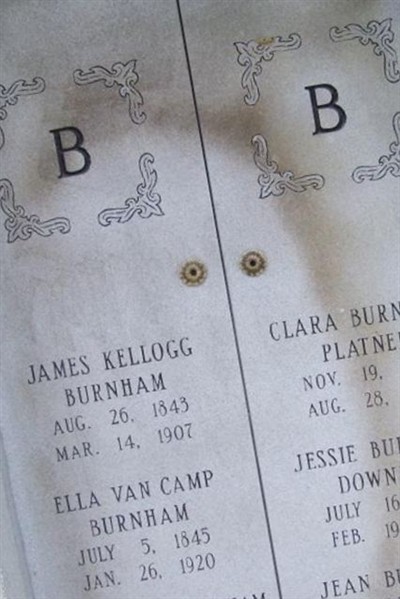 B
JAMES KELLOGG
BURNHAM
AUG. 26, 1843
MAR. 14, 1907
ELLA VAN CAMP
BURNHAM
JULY 5, 1845
JAN. 26, 1920
B
CLARA BURN
PLATNE
NOV. 19,
AUG. 28,
JESSIE BU
DOWN
JULY 16
FEB. 19
JEAN BU